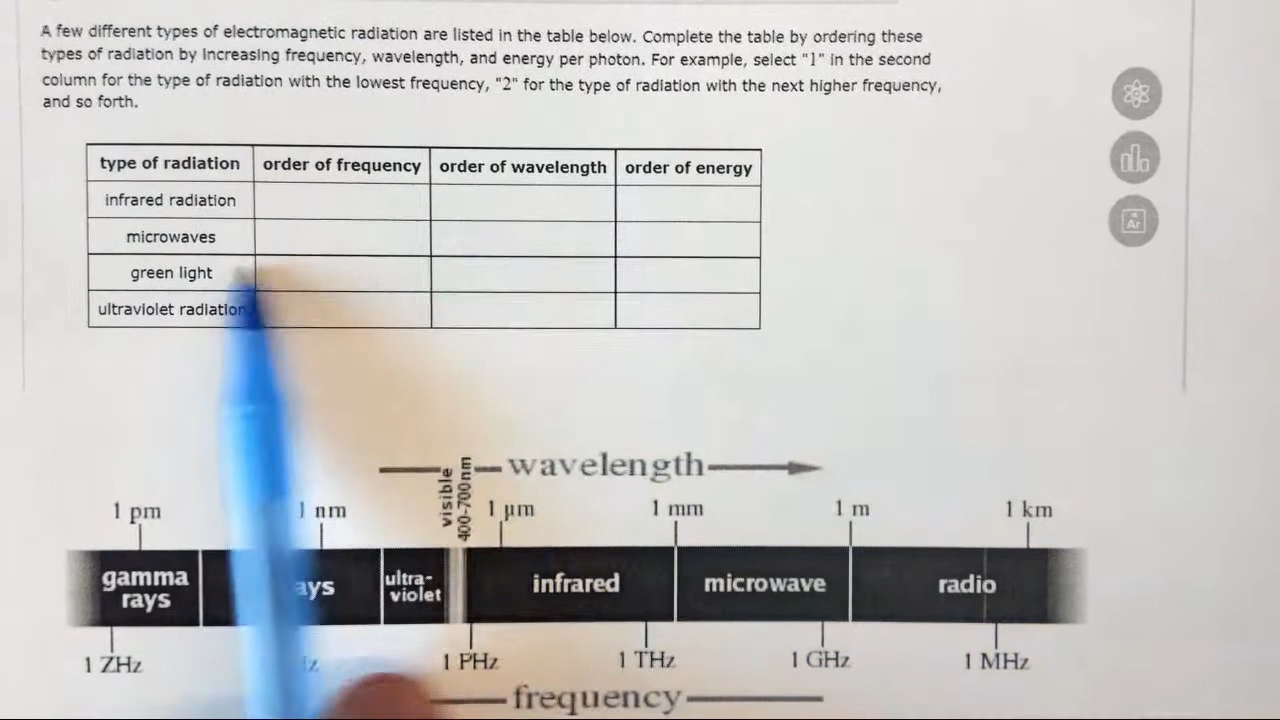 A few different types of electromagnetic radiation are listed in the table below. Complete the table by ordering these
types of radiation by increasing frequency, wavelength, and energy per photon. For example, select "1" in the second
column for the type of radiation with the lowest frequency, "2" for the type of radiation with the next higher frequency,
and so forth.
type of radiation order of frequency order of wavelength order of energy
infrared radiation
microwaves
green light
ultraviolet radiation
Ar
wavelength
visible
400-700nm
1 pm 1 nm 1 µm 1 mm 1 m 1 km
gamma
rays
ays
ultra-
violet
infrared microwave radio
1 ZHz 1 PHz 1 THz 1 GHz 1 MHz
frequency